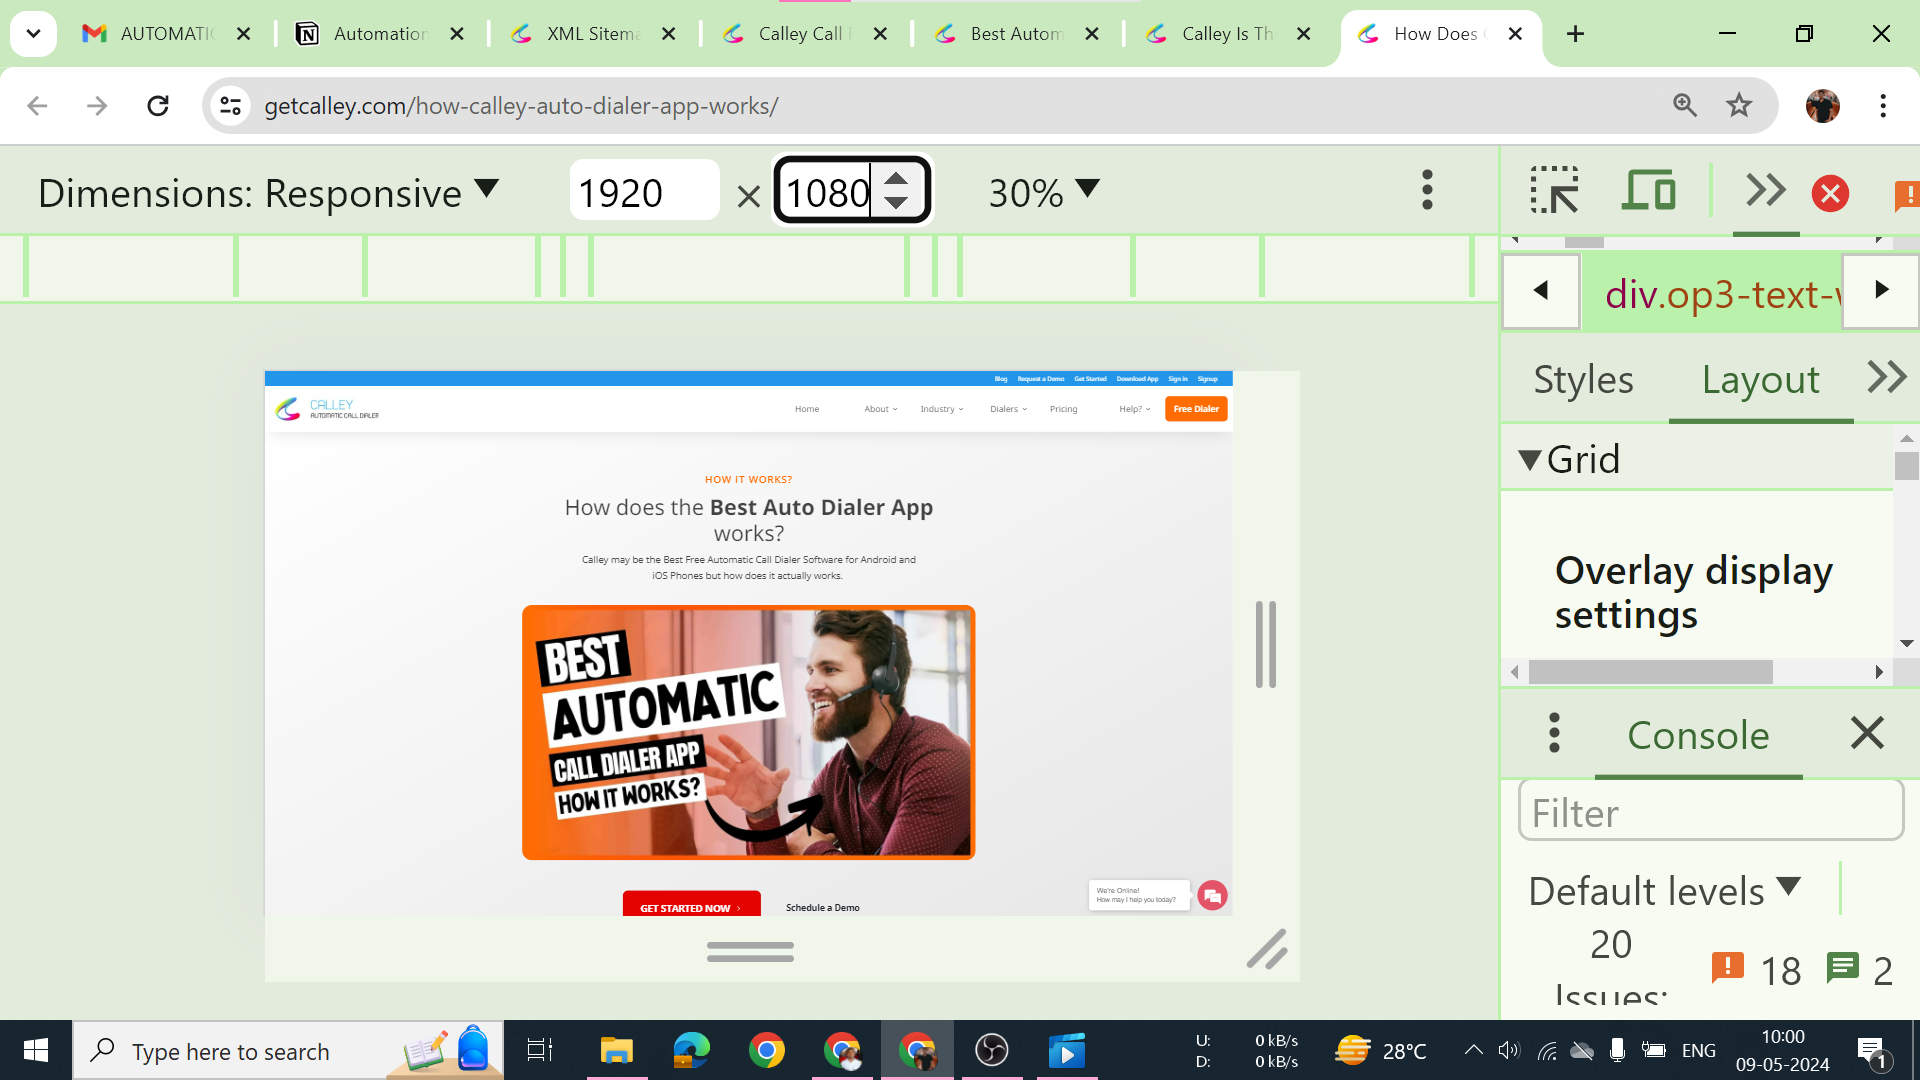 AUTOMATIC
Automation
XML Sitema
Calley Call
Best Autom
Calley Is Th
How Does
getcalley.com/how-calley-auto-dialer-app-works/
Dimensions: Responsive
1920 × 1080
30%
div.op3-text-
Styles
Layout
Grid
Overlay display
settings
Console
Filter
Default levels
20
Issues:
18
2
Blog Request a Demo Get Started Download App Sign in Signup
CALLEY
AUTOMATIC CALL DIALER
Home About Industry Dialers Pricing Help? Free Dialer
HOW IT WORKS?
How does the Best Auto Dialer App
works?
Calley may be the Best Free Automatic Call Dialer Software for Android and
iOS Phones but how does it actually works.
BEST
AUTOMATIC
CALL DIALER APP
HOW IT WORKS?
GET STARTED NOW
Schedule a Demo
We're Online!
How may I help you today?
Type here to search
U: 0 kB/s
D: 0 kB/s
28°C
ENG
10:00
09-05-2024
1